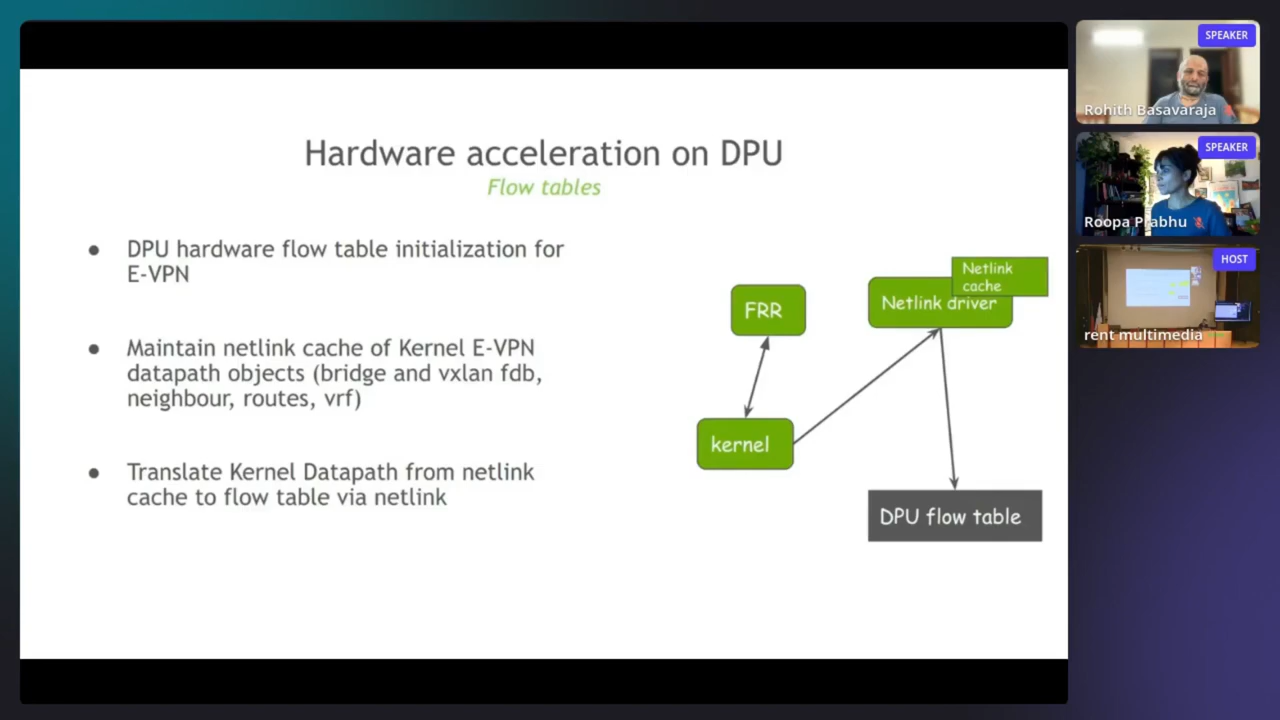 Hardware acceleration on DPU
Flow tables
● DPU hardware flow table initialization for
E-VPN
● Maintain netlink cache of Kernel E-VPN
datapath objects (bridge and vxlan fdb,
neighbour, routes, vrf)
● Translate Kernel Datapath from netlink
cache to flow table via netlink
Netlink
cache
Netlink driver
FRR
kernel
DPU flow table
SPEAKER
Rohith Basavaraja
SPEAKER
Roopa Prabhu
HOST
rent multimedia